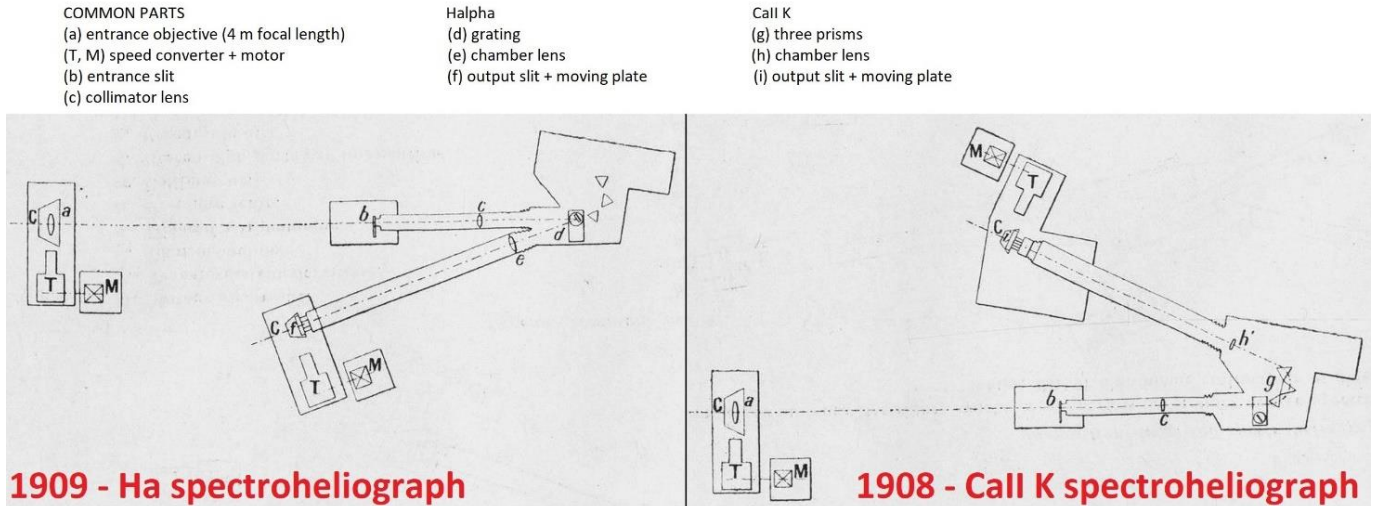 COMMON PARTS
(a) entrance objective (4 m focal length)
(T, M) speed converter + motor
(b) entrance slit
(c) collimator lens
Halpha
(d) grating
(e) chamber lens
(f) output slit + moving plate
CaII K
(g) three prisms
(h) chamber lens
(i) output slit + moving plate
C a
T M
b c
d
e
C f
T M
1909 - Ha spectroheliograph
M T
C
h'
g
b c
C a
T M
1908 - CaII K spectroheliograph